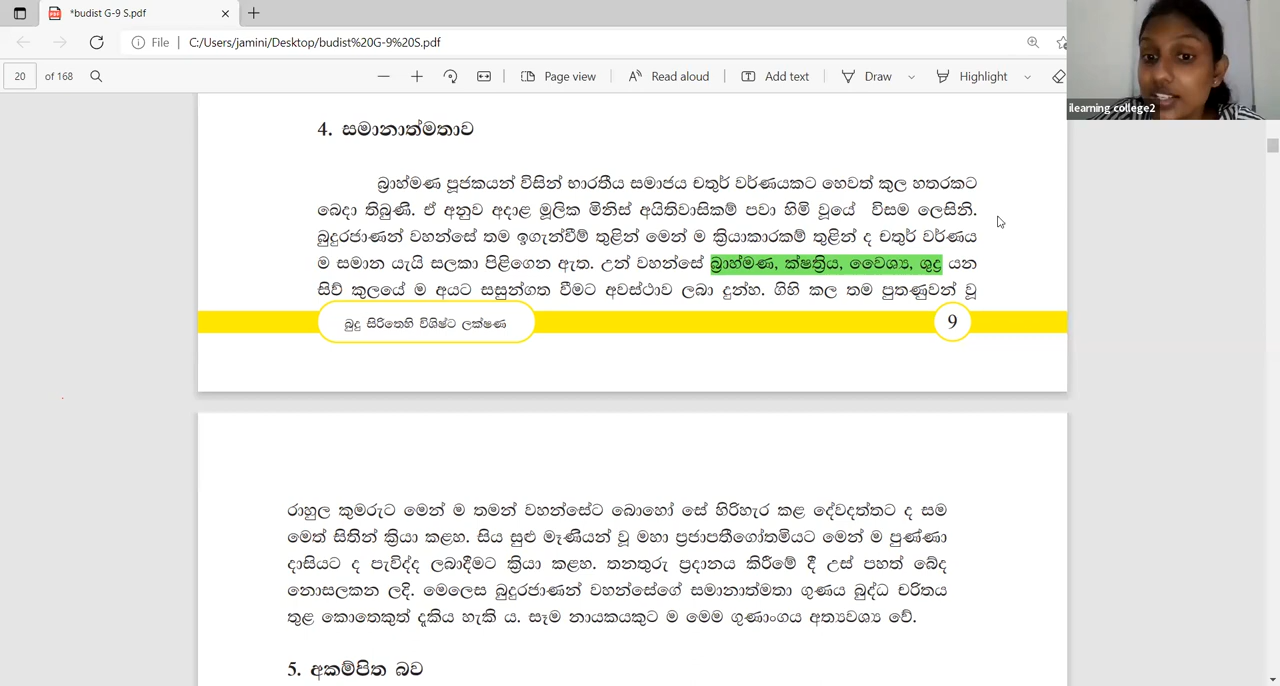 *budist G-9 S.pdf
File
C:/Users/jamini/Desktop/budist%20G-9%20S.pdf
20
of 168
Page view
Read aloud
Add text
Draw
Highlight
ilearning college2
4. සමානාත්මතාව
බ්‍රාහ්මණ පූජකයන් විසින් භාරතීය සමාජය චතුර් වර්ණයකට හෙවත් කුල හතරකට
බෙදා තිබුණි. ඒ අනුව අදාළ මූලික මිනිස් අයිතිවාසිකම් පවා හිමි වූයේ විසම ලෙසිනි.
බුදුරජාණන් වහන්සේ තම ඉගැන්වීම් තුළින් මෙන් ම ක්‍රියාකාරකම් තුළින් ද චතුර් වර්ණය
ම සමාන යැයි සලකා පිළිගෙන ඇත. උන් වහන්සේ බ්‍රාහ්මණ, ක්ෂත්‍රිය, වෛශ්‍ය, ශුද්‍ර යන
සිව් කුලයේ ම අයට සසුන්ගත වීමට අවස්ථාව ලබා දුන්හ. ගිහි කල තම පුතණුවන් වූ
බුදු සිරිතෙහි විශිෂ්ට ලක්ෂණ
9
රාහුල කුමරුට මෙන් ම තමන් වහන්සේට බොහෝ සේ හිරිහැර කළ දේවදත්තට ද සම
මෙත් සිතින් ක්‍රියා කළහ. සිය සුළු මෑණියන් වූ මහා ප්‍රජාපතීගෝතමියට මෙන් ම පුණ්ණා
දාසියට ද පැවිද්ද ලබාදීමට ක්‍රියා කළහ. තනතුරු ප්‍රදානය කිරීමේ දී උස් පහත් බේද
නොසලකන ලදි. මෙලෙස බුදුරජාණන් වහන්සේගේ සමානාත්මතා ගුණය බුද්ධ චරිතය
තුළ කොතෙකුත් දැකිය හැකි ය. සෑම නායකයකුට ම මෙම ගුණාංගය අත්‍යවශ්‍ය වේ.
5. අකම්පිත බව